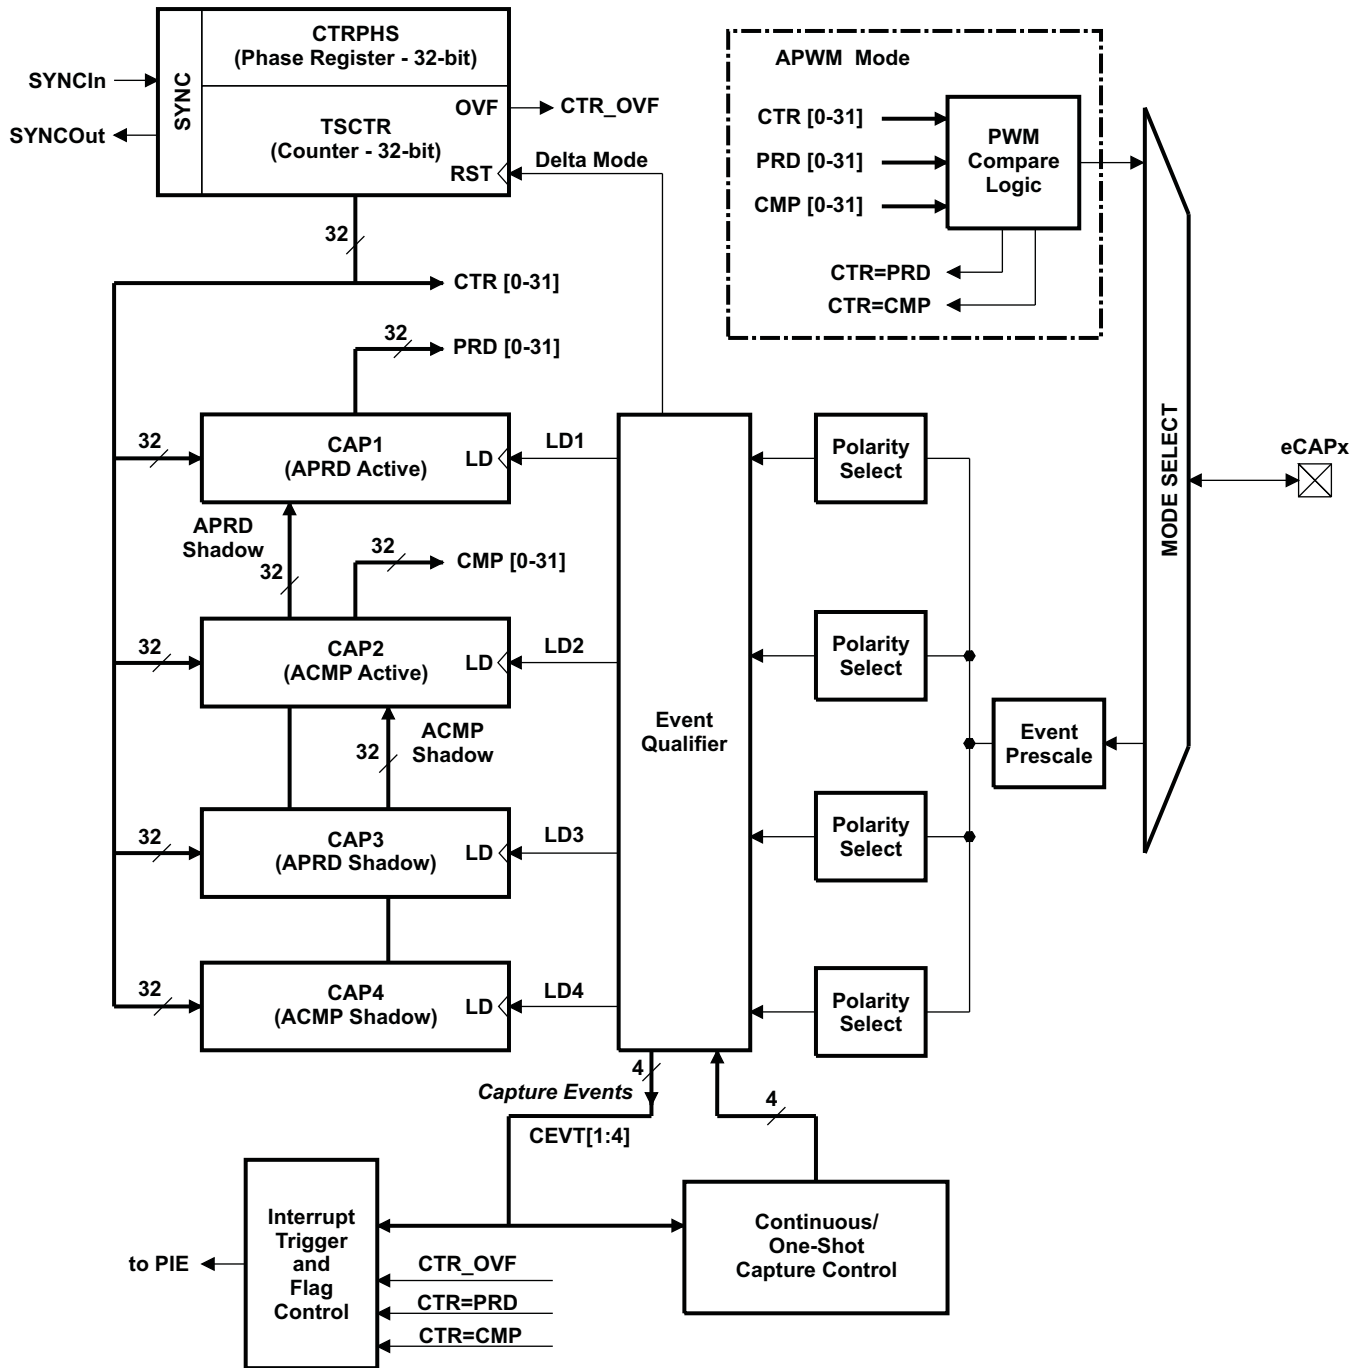 CTRPHS
(Phase Register - 32-bit)
SYNC
SYNCIn
SYNCOut
OVF
CTR_OVF
TSCTR
(Counter - 32-bit)
RST
Delta Mode
32
CTR [0-31]
32
PRD [0-31]
APWM Mode
CTR [0-31]
PRD [0-31]
CMP [0-31]
PWM
Compare
Logic
CTR=PRD
CTR=CMP
MODE SELECT
eCAPx
32
CAP1
(APRD Active)
LD
LD1
Polarity
Select
APRD
Shadow
32
32
CMP [0-31]
32
CAP2
(ACMP Active)
LD
LD2
Polarity
Select
ACMP
Shadow
32
Event
Qualifier
Event
Prescale
32
CAP3
(APRD Shadow)
LD
LD3
Polarity
Select
32
CAP4
(ACMP Shadow)
LD
LD4
Polarity
Select
4
Capture Events
CEVT[1:4]
4
Interrupt
Trigger
and
Flag
Control
to PIE
CTR_OVF
CTR=PRD
CTR=CMP
Continuous/
One-Shot
Capture Control